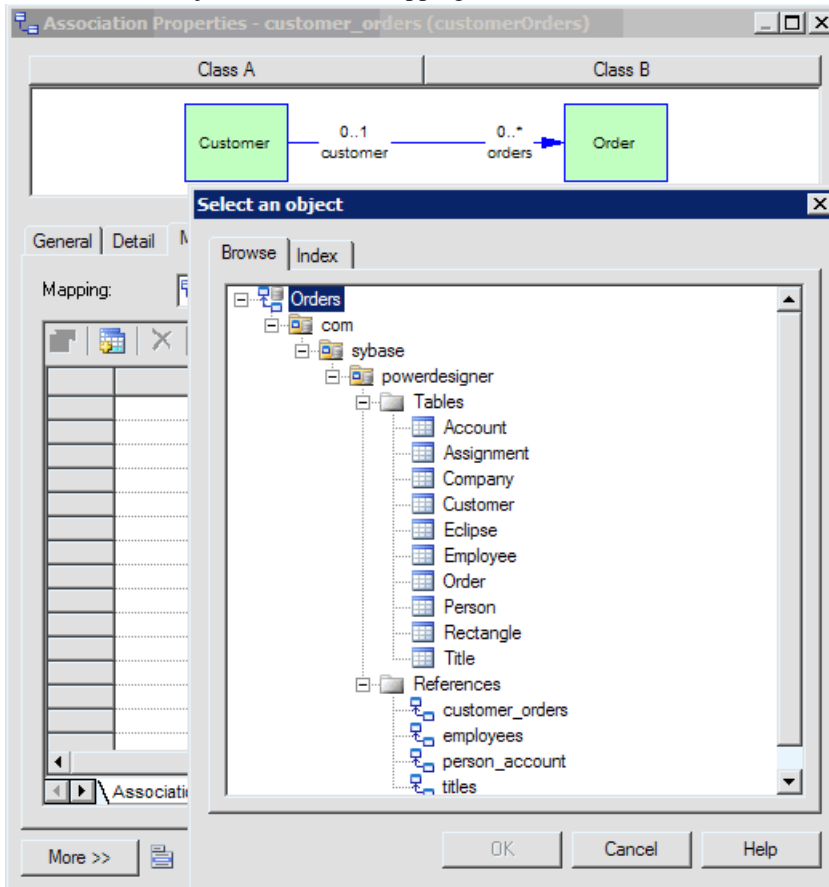 Association Properties - customer_orders (customerOrders)
Class A
Class B
Customer
0..1
customer
0..*
orders
Order
Select an object
General
Detail
Browse
Index
Mapping:
Orders
com
sybase
powerdesigner
Tables
Account
Assignment
Company
Customer
Eclipse
Employee
Order
Person
Rectangle
Title
References
customer_orders
employees
person_account
titles
More >>
OK
Cancel
Help